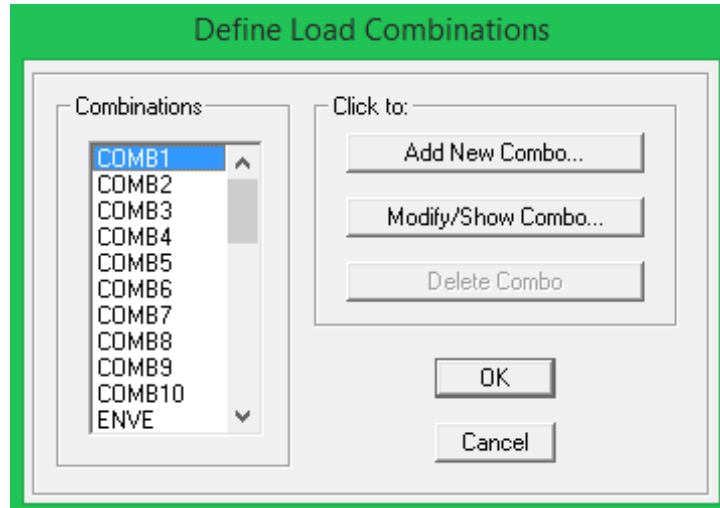 Define Load Combinations
Combinations
COMB1
COMB2
COMB3
COMB4
COMB5
COMB6
COMB7
COMB8
COMB9
COMB10
ENVE
Click to:
Add New Combo...
Modify/Show Combo...
Delete Combo
OK
Cancel